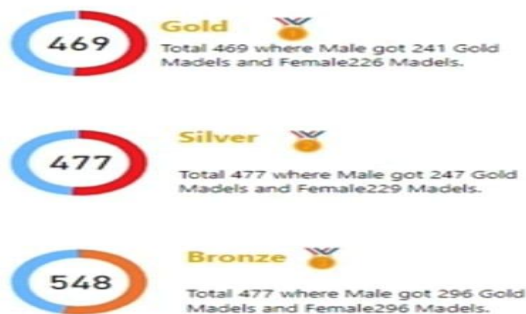 469
Gold
Total 469 where Male got 241 Gold
Madels and Female226 Madels.
477
Silver
Total 477 where Male got 247 Gold
Madels and Female229 Madels.
548
Bronze
Total 477 where Male got 296 Gold
Madels and Female296 Madels.